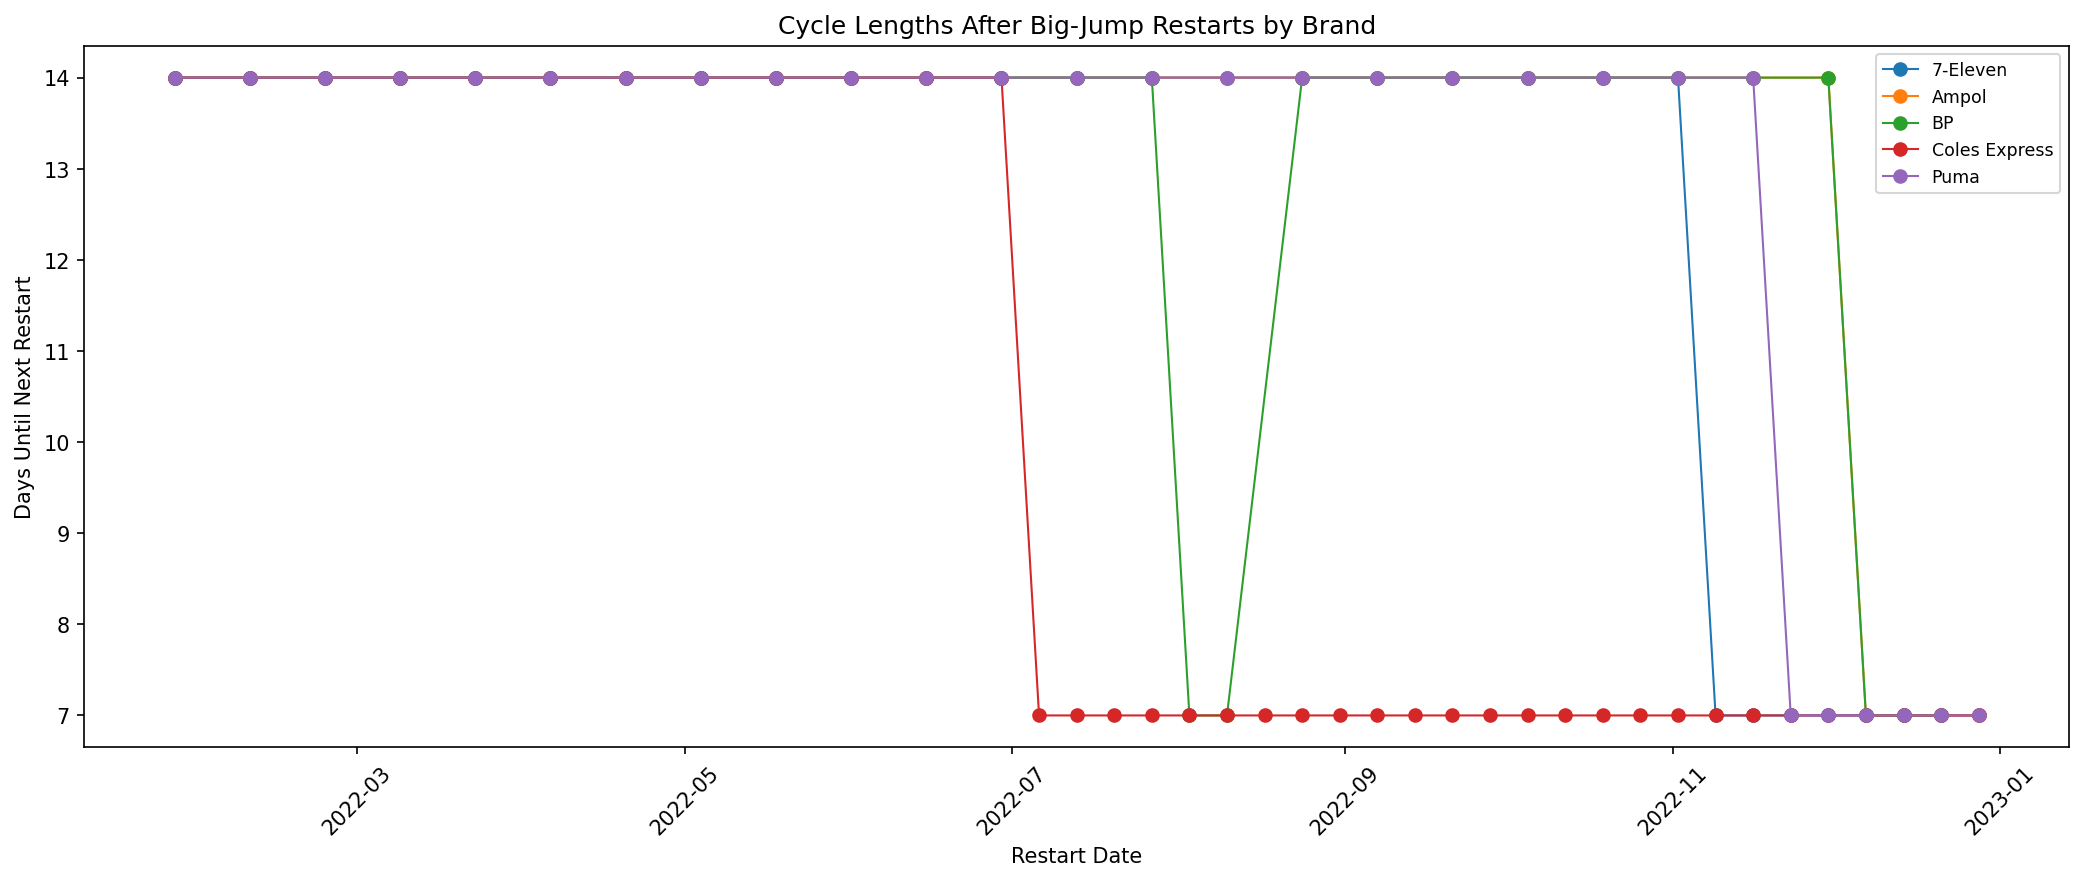 Cycle Lengths After Big-Jump Restarts by Brand
7-Eleven
Ampol
BP
Coles Express
Puma
Days Until Next Restart
14
13
12
11
10
9
8
7
2022-03
2022-05
2022-07
2022-09
2022-11
2023-01
Restart Date